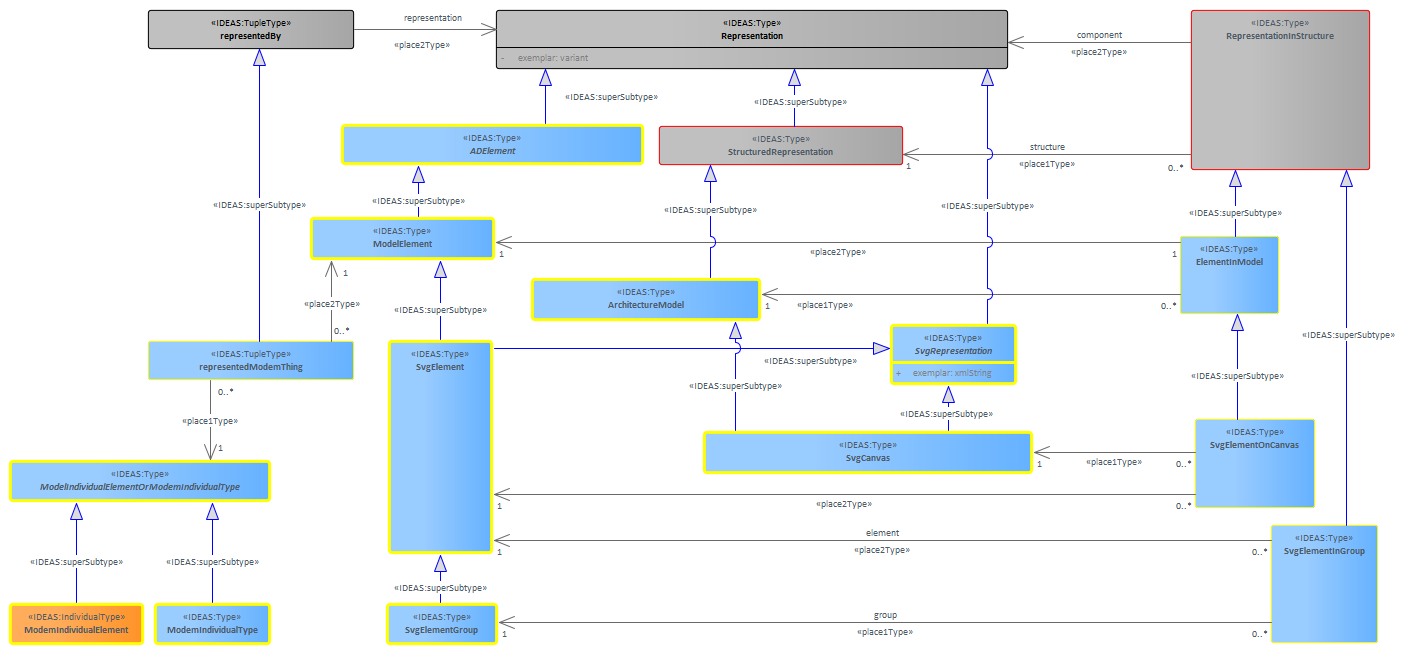 «IDEAS:TupleType»
representedBy
representation
«place2Type»
«IDEAS:Type»
Representation
- exemplar: variant
component
«place2Type»
«IDEAS:Type»
RepresentationInStructure
«IDEAS:superSubtype»
«IDEAS:superSubtype»
«IDEAS:Type»
ADElement
«IDEAS:Type»
StructuredRepresentation
structure
«place1Type»
1
0..*
«IDEAS:superSubtype»
«IDEAS:superSubtype»
«IDEAS:superSubtype»
«IDEAS:superSubtype»
«IDEAS:superSubtype»
«IDEAS:Type»
ModelElement
1
«place2Type»
1
«IDEAS:Type»
ElementInModel
1
«place2Type»
0..*
«IDEAS:superSubtype»
«IDEAS:Type»
ArchitectureModel
1
«place1Type»
0..*
«IDEAS:superSubtype»
«IDEAS:TupleType»
representedModemThing
«IDEAS:Type»
SvgElement
«IDEAS:superSubtype»
«IDEAS:Type»
SvgRepresentation
+ exemplar: xmlString
«IDEAS:superSubtype»
«IDEAS:superSubtype»
0..*
«place1Type»
1
«IDEAS:superSubtype»
«IDEAS:Type»
SvgCanvas
1
«place1Type»
0..*
«IDEAS:Type»
SvgElementOnCanvas
«IDEAS:Type»
ModelIndividualElementOrModemIndividualType
1
«place2Type»
0..*
element
«place2Type»
1
0..*
«IDEAS:Type»
SvgElementInGroup
«IDEAS:superSubtype»
«IDEAS:superSubtype»
«IDEAS:superSubtype»
«IDEAS:IndividualType»
ModemIndividualElement
«IDEAS:Type»
ModemIndividualType
«IDEAS:Type»
SvgElementGroup
group
«place1Type»
1
0..*